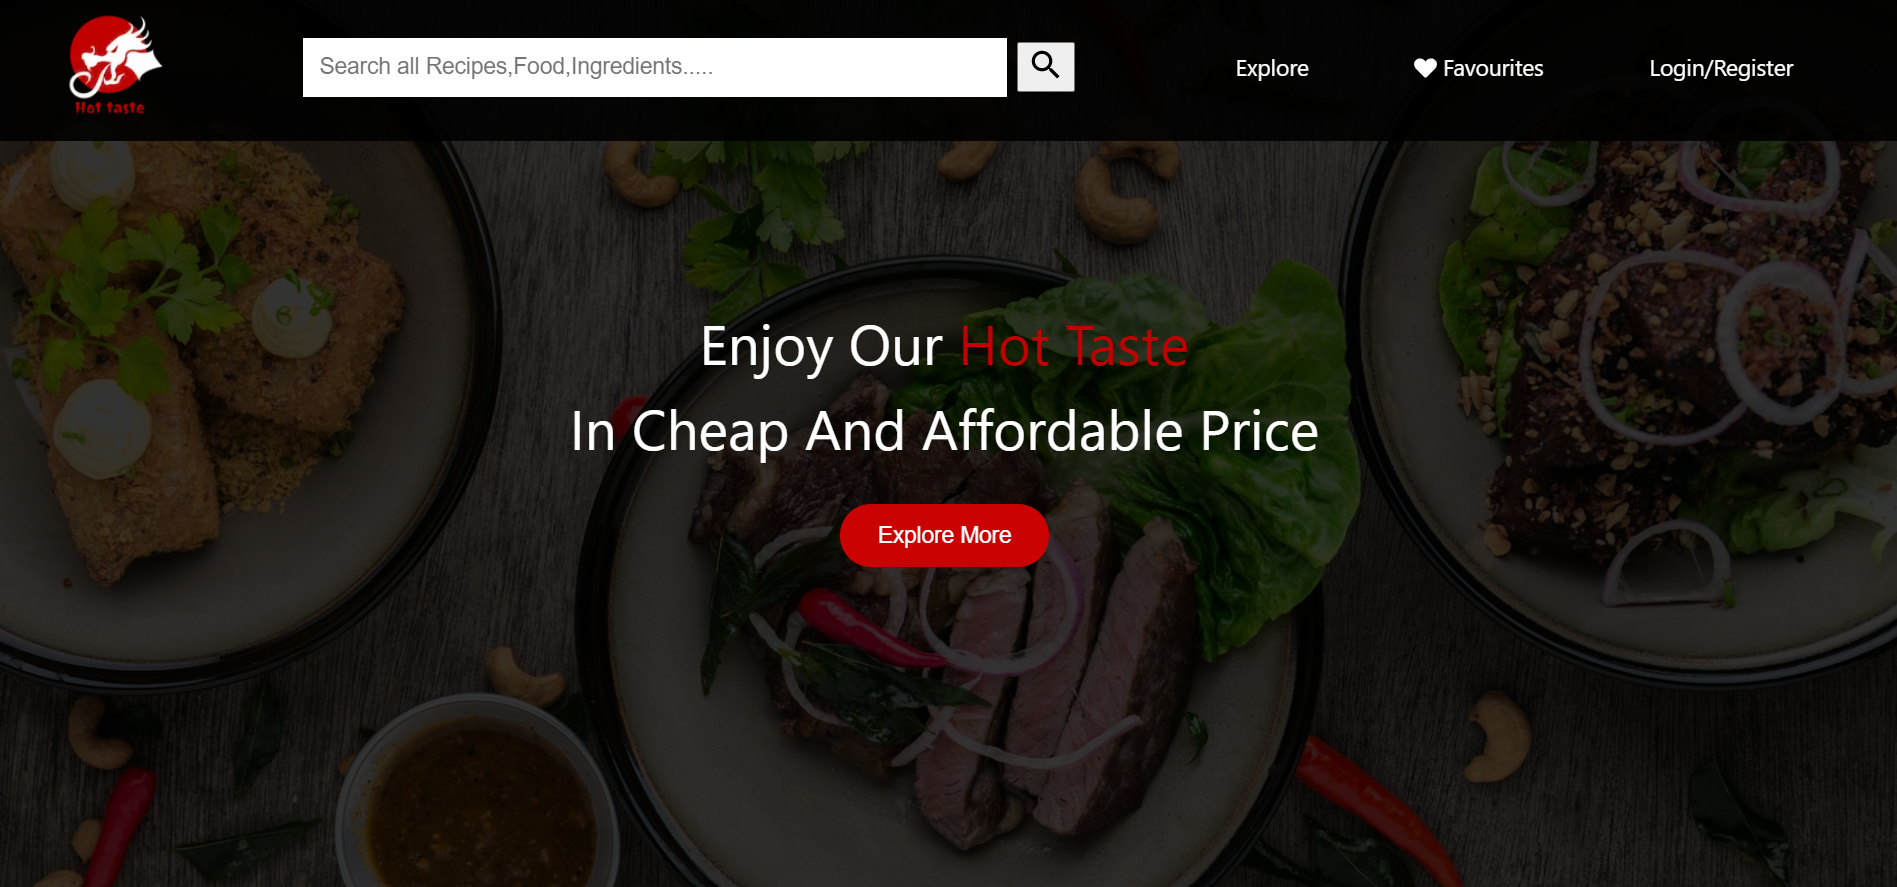 Hot taste
Search all Recipes,Food,Ingredients.....
Explore
Favourites
Login/Register
Enjoy Our Hot Taste
In Cheap And Affordable Price
Explore More